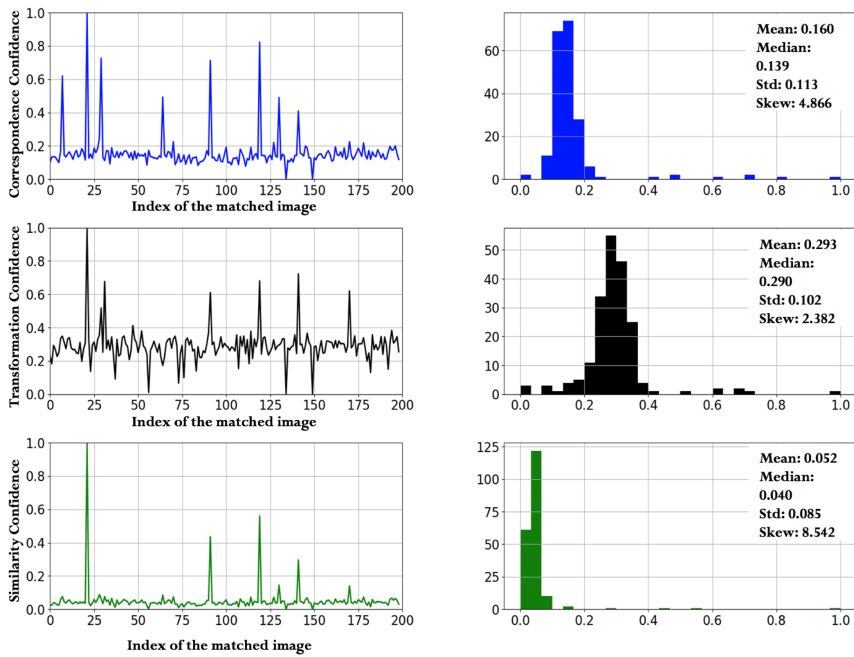 Correspondence Confidence
1.0
0.8
0.6
0.4
0.2
0.0
0 25 50 75 100 125 150 175 200
Index of the matched image
60
40
20
0
0.0 0.2 0.4 0.6 0.8 1.0
Mean: 0.160
Median:
0.139
Std: 0.113
Skew: 4.866
Transformation Confidence
1.0
0.8
0.6
0.4
0.2
0.0
0 25 50 75 100 125 150 175 200
Index of the matched image
50
40
30
20
10
0
0.0 0.2 0.4 0.6 0.8 1.0
Mean: 0.293
Median:
0.290
Std: 0.102
Skew: 2.382
Similarity Confidence
1.0
0.8
0.6
0.4
0.2
0.0
0 25 50 75 100 125 150 175 200
Index of the matched image
125
100
75
50
25
0
0.0 0.2 0.4 0.6 0.8 1.0
Mean: 0.052
Median:
0.040
Std: 0.085
Skew: 8.542